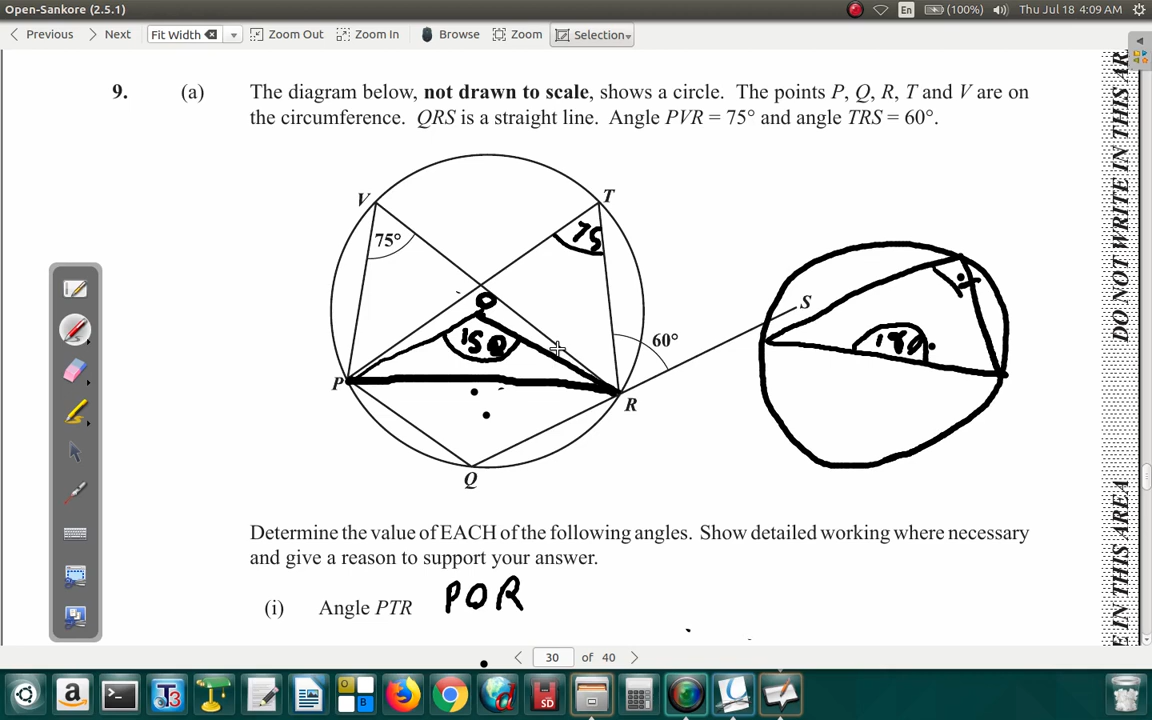 Open-Sankore (2.5.1)
En (100%) Thu Jul 18 4:09 AM
Previous Next Fit Width Zoom Out Zoom In Browse Zoom Selection
9. (a) The diagram below, not drawn to scale, shows a circle. The points P, Q, R, T and V are on
the circumference. QRS is a straight line. Angle PVR = 75° and angle TRS = 60°.
V
T
75°
75
O
S
150
180.
60°
P
R
Q
Determine the value of EACH of the following angles. Show detailed working where necessary
and give a reason to support your answer.
(i) Angle PTR
POR
DO NOT WRITE IN THIS AR
IN THIS AREA
30 of 40
T3
SD